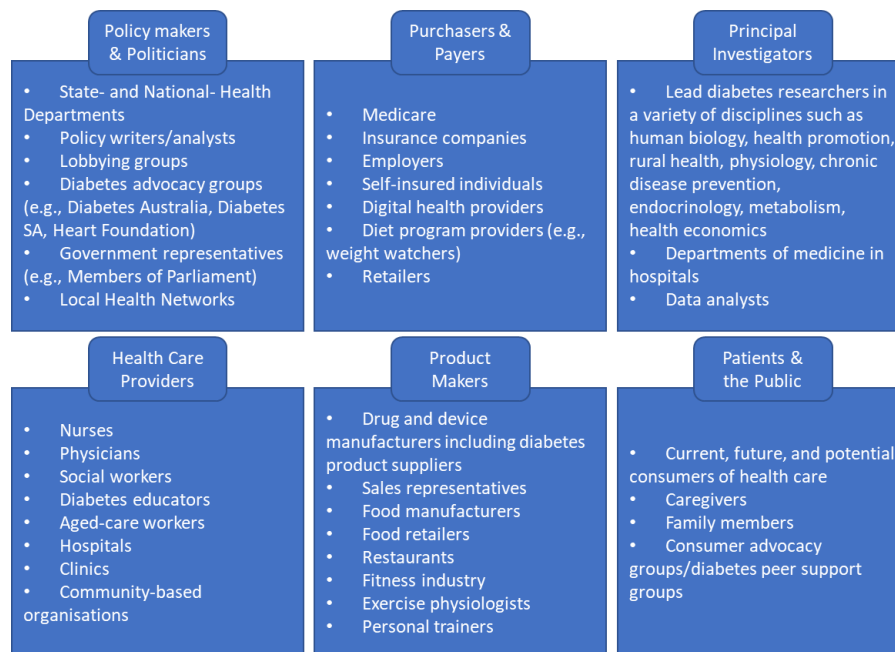 Policy makers
& Politicians
• State- and National- Health
Departments
• Policy writers/analysts
• Lobbying groups
• Diabetes advocacy groups
(e.g., Diabetes Australia, Diabetes
SA, Heart Foundation)
• Government representatives
(e.g., Members of Parliament)
• Local Health Networks
Purchasers &
Payers
• Medicare
• Insurance companies
• Employers
• Self-insured individuals
• Digital health providers
• Diet program providers (e.g.,
weight watchers)
• Retailers
Principal
Investigators
• Lead diabetes researchers in
a variety of disciplines such as
human biology, health promotion,
rural health, physiology, chronic
disease prevention,
endocrinology, metabolism,
health economics
• Departments of medicine in
hospitals
• Data analysts
Health Care
Providers
• Nurses
• Physicians
• Social workers
• Diabetes educators
• Aged-care workers
• Hospitals
• Clinics
• Community-based
organisations
Product
Makers
• Drug and device
manufacturers including diabetes
product suppliers
• Sales representatives
• Food manufacturers
• Food retailers
• Restaurants
• Fitness industry
• Exercise physiologists
• Personal trainers
Patients &
the Public
• Current, future, and potential
consumers of health care
• Caregivers
• Family members
• Consumer advocacy
groups/diabetes peer support
groups